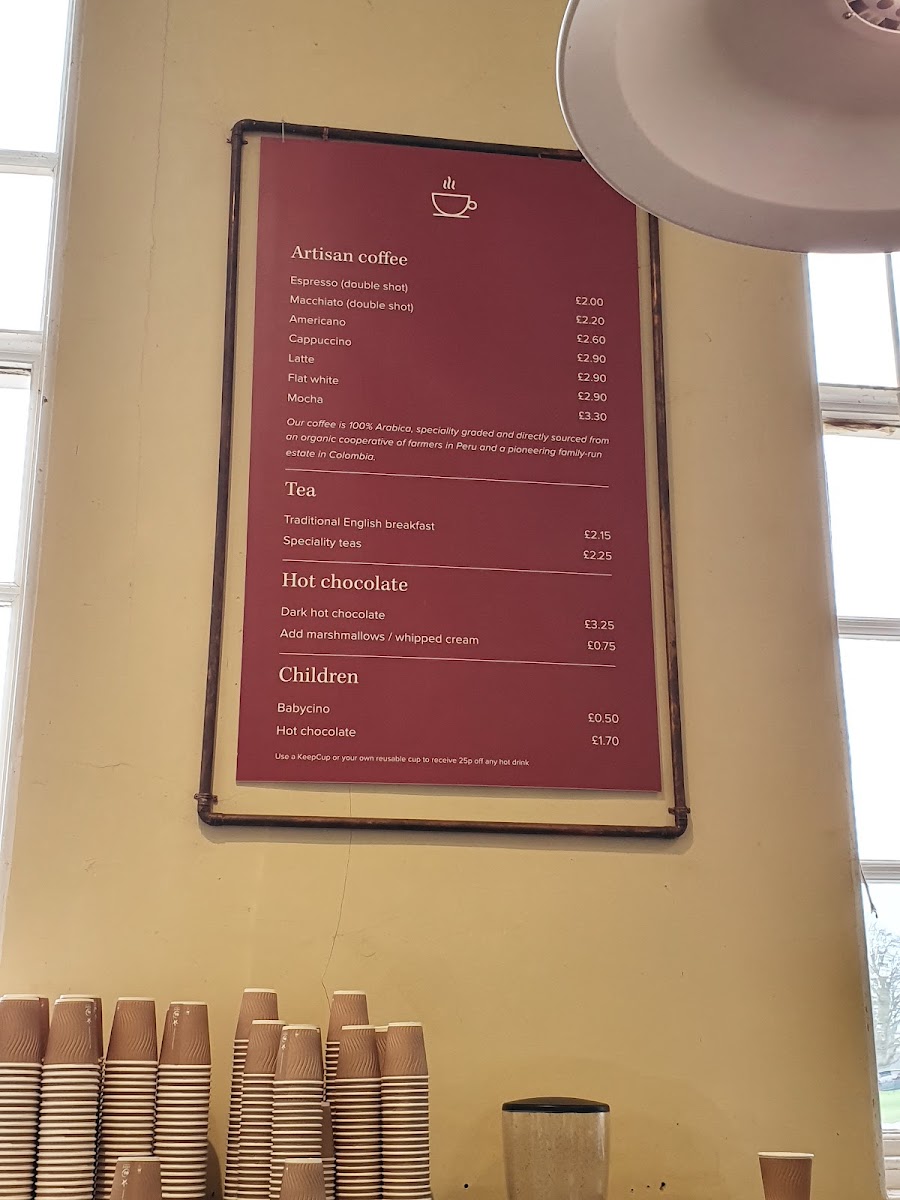 Artisan coffee
Espresso (double shot) £2.00
Macchiato (double shot) £2.20
Americano £2.60
Cappuccino £2.90
Latte £2.90
Flat white £2.90
Mocha £3.30
Our coffee is 100% Arabica, speciality graded and directly sourced from
an organic cooperative of farmers in Peru and a pioneering family-run
estate in Colombia.
Tea
Traditional English breakfast £2.15
Speciality teas £2.25
Hot chocolate
Dark hot chocolate £3.25
Add marshmallows / whipped cream £0.75
Children
Babycino £0.50
Hot chocolate £1.70
Use a KeepCup or your own reusable cup to receive 25p off any hot drink